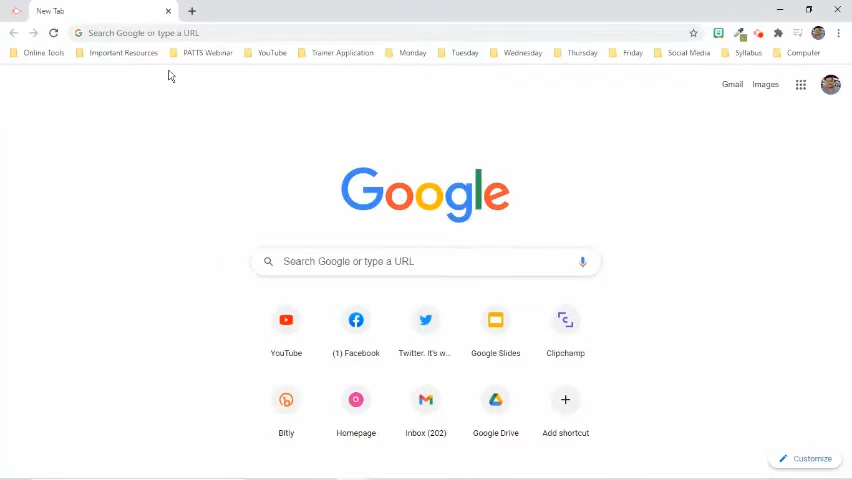 New Tab
Search Google or type a URL
Online Tools Important Resources PATTS Webinar YouTube Trainer Application Monday Tuesday Wednesday Thursday Friday Social Media Syllabus Computer
Gmail Images
Google
Search Google or type a URL
YouTube (1) Facebook Twitter. It's w... Google Slides Clipchamp
Bitly Homepage Inbox (202) Google Drive Add shortcut
Customize